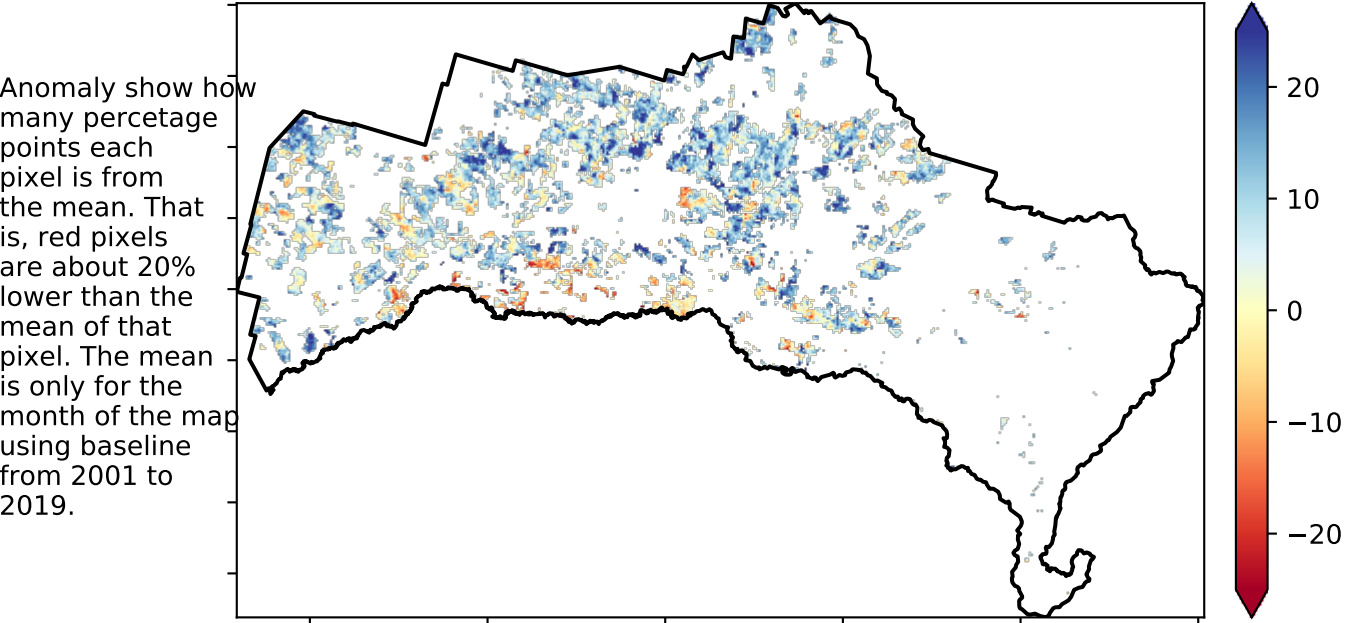 Anomaly show how
many percetage
points each
pixel is from
the mean. That
is, red pixels
are about 20%
lower than the
mean of that
pixel. The mean
is only for the
month of the map
using baseline
from 2001 to
2019.
20
10
0
−10
−20